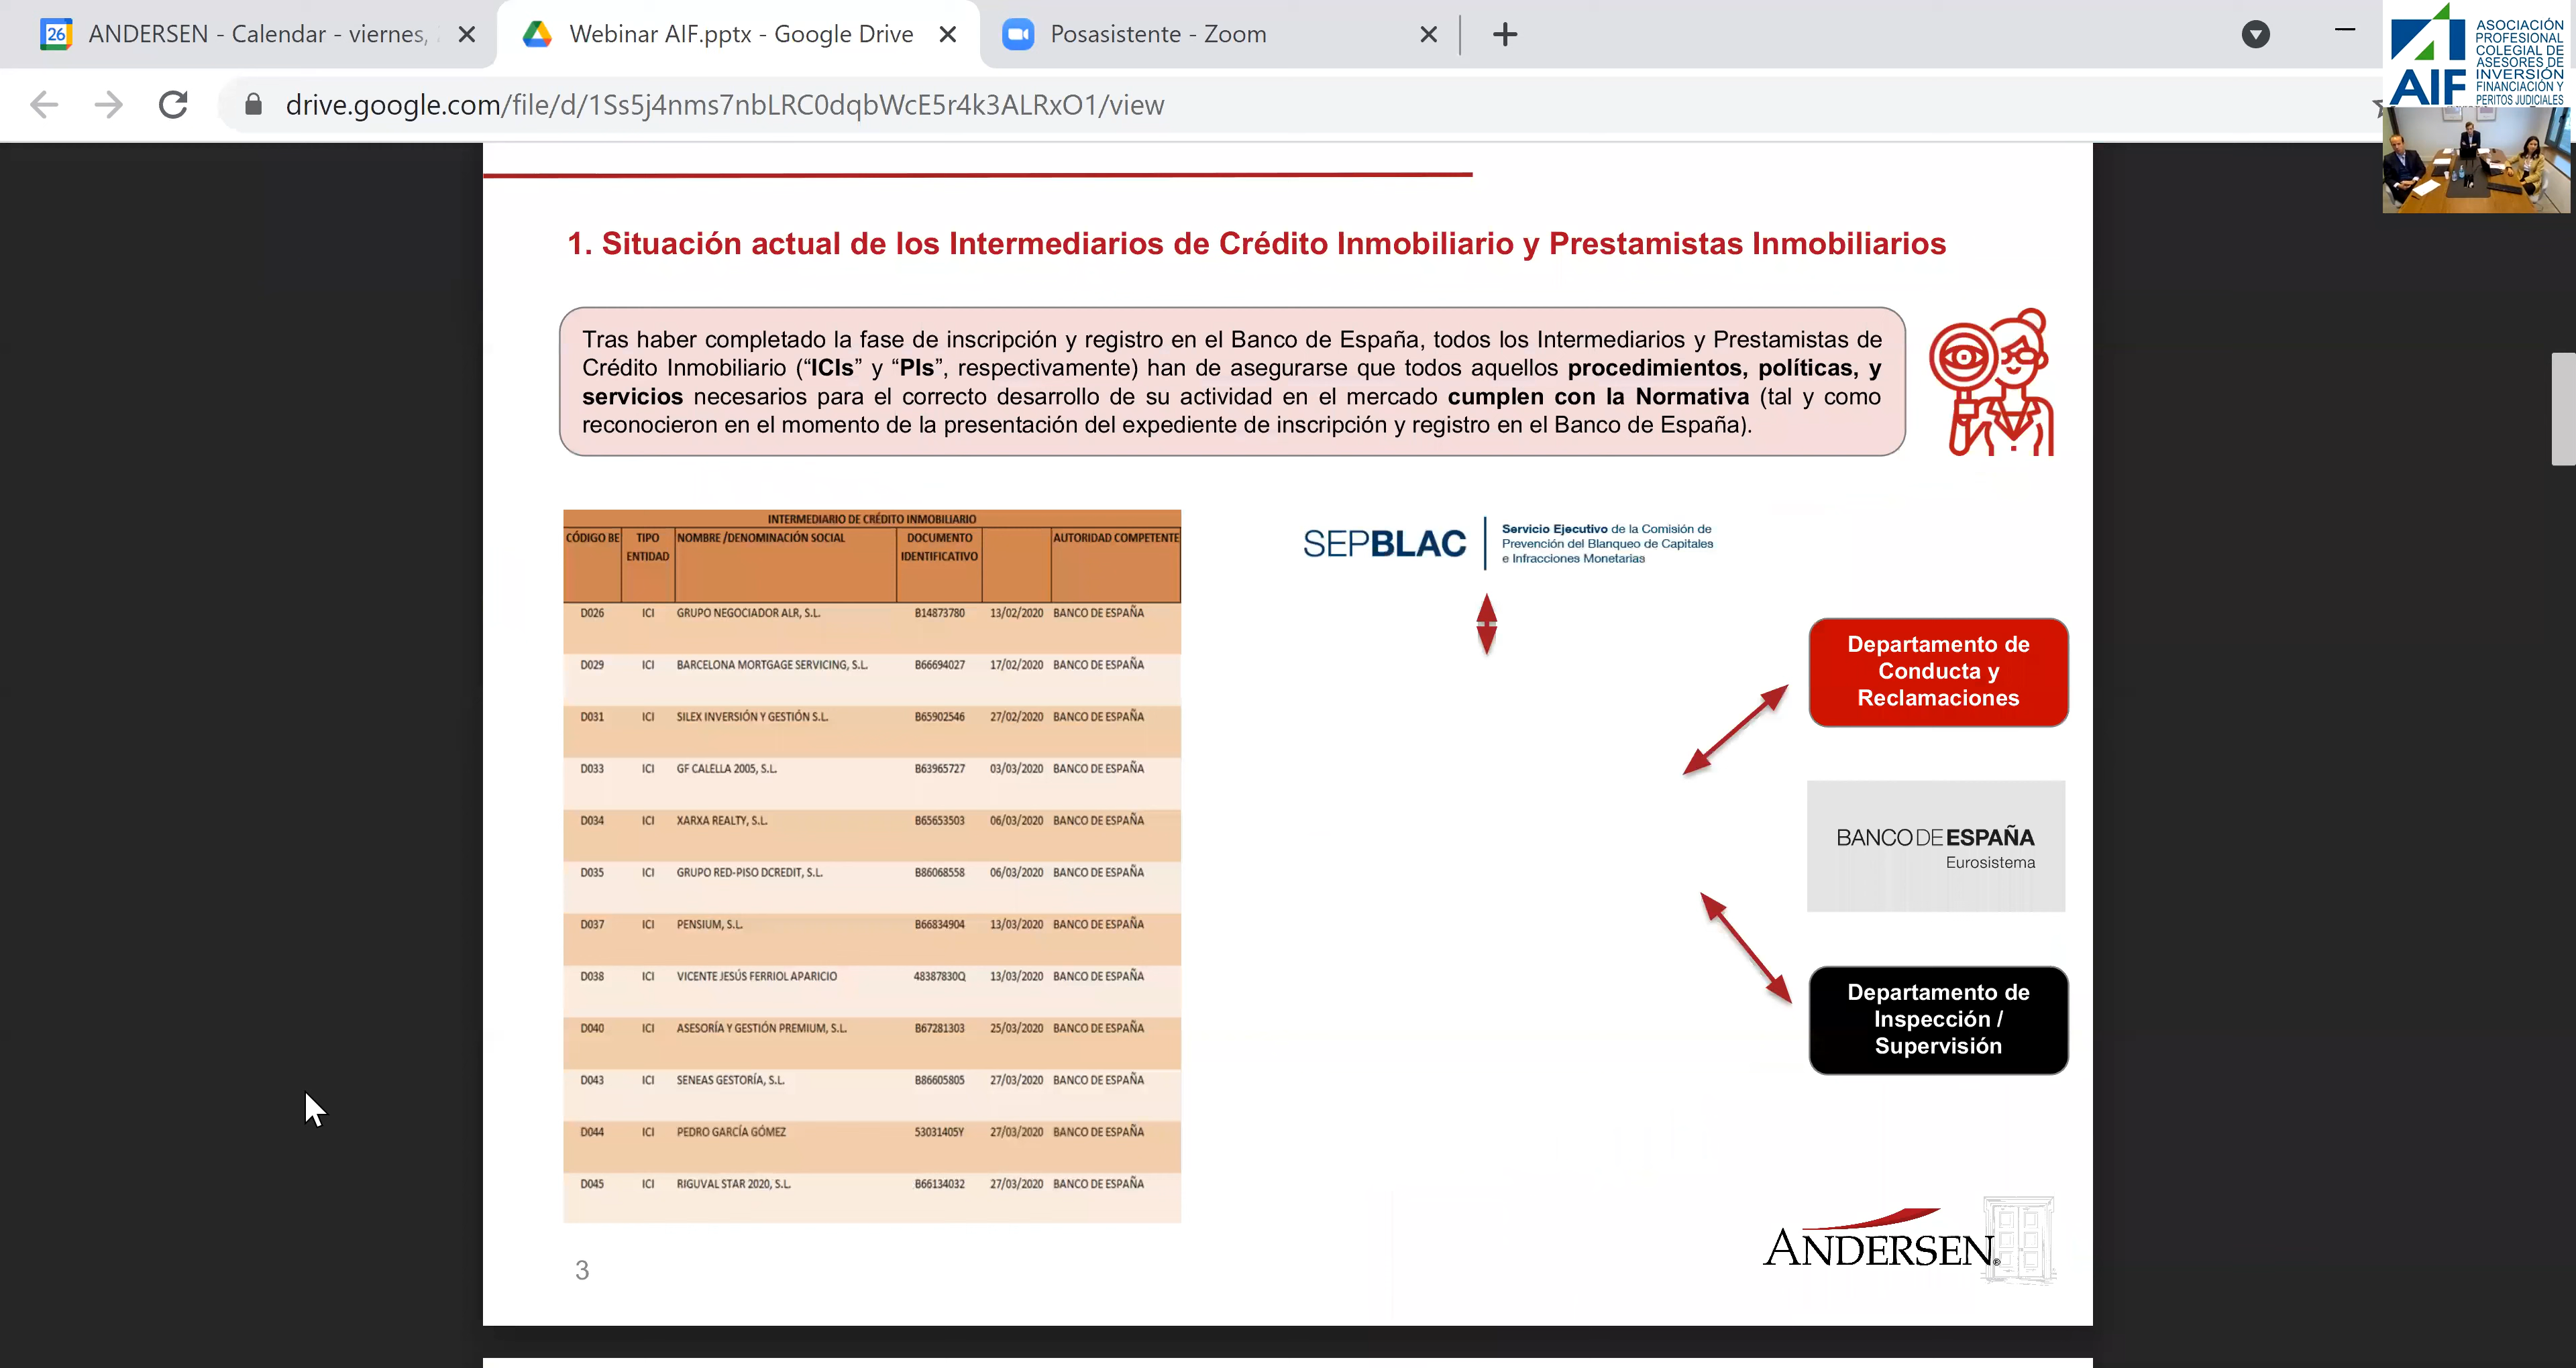 26 ANDERSEN - Calendar - viernes,
Webinar AIF.pptx - Google Drive
Posasistente - Zoom
drive.google.com/file/d/1Ss5j4nms7nbLRC0dqbWcE5r4k3ALRxO1/view
ASOCIACIÓN
PROFESIONAL
COLEGIAL DE
ASESORES DE
INVERSIÓN
FINANCIACIÓN Y
PERITOS JUDICIALES
AIF
1. Situación actual de los Intermediarios de Crédito Inmobiliario y Prestamistas Inmobiliarios
Tras haber completado la fase de inscripción y registro en el Banco de España, todos los Intermediarios y Prestamistas de
Crédito Inmobiliario (“ICIs” y “PIs”, respectivamente) han de asegurarse que todos aquellos procedimientos, políticas, y
servicios necesarios para el correcto desarrollo de su actividad en el mercado cumplen con la Normativa (tal y como
reconocieron en el momento de la presentación del expediente de inscripción y registro en el Banco de España).
INTERMEDIARIO DE CRÉDITO INMOBILIARIO
CÓDIGO BE TIPO ENTIDAD NOMBRE /DENOMINACIÓN SOCIAL DOCUMENTO IDENTIFICATIVO AUTORIDAD COMPETENTE
D026 ICI GRUPO NEGOCIADOR ALR, S.L. B14873780 13/02/2020 BANCO DE ESPAÑA
D029 ICI BARCELONA MORTGAGE SERVICING, S.L. B66694027 17/02/2020 BANCO DE ESPAÑA
D031 ICI SILEX INVERSIÓN Y GESTIÓN S.L. B65902546 27/02/2020 BANCO DE ESPAÑA
D033 ICI GF CALELLA 2005, S.L. B63965727 03/03/2020 BANCO DE ESPAÑA
D034 ICI XARXA REALTY, S.L. B65653503 06/03/2020 BANCO DE ESPAÑA
D035 ICI GRUPO RED-PISO DCREDIT, S.L. B86068558 06/03/2020 BANCO DE ESPAÑA
D037 ICI PENSIUM, S.L. B66834904 13/03/2020 BANCO DE ESPAÑA
D038 ICI VICENTE JESÚS FERRIOL APARICIO 48387830Q 13/03/2020 BANCO DE ESPAÑA
D040 ICI ASESORÍA Y GESTIÓN PREMIUM, S.L. B67281303 25/03/2020 BANCO DE ESPAÑA
D043 ICI SENEAS GESTORÍA, S.L. B86605805 27/03/2020 BANCO DE ESPAÑA
D044 ICI PEDRO GARCÍA GÓMEZ 53031405Y 27/03/2020 BANCO DE ESPAÑA
D045 ICI RIGUVAL STAR 2020, S.L. B66134032 27/03/2020 BANCO DE ESPAÑA
SEPBLAC
Servicio Ejecutivo de la Comisión de
Prevención del Blanqueo de Capitales
e Infracciones Monetarias
Departamento de
Conducta y
Reclamaciones
BANCODEESPAÑA
Eurosistema
Departamento de
Inspección /
Supervisión
ANDERSEN®
3